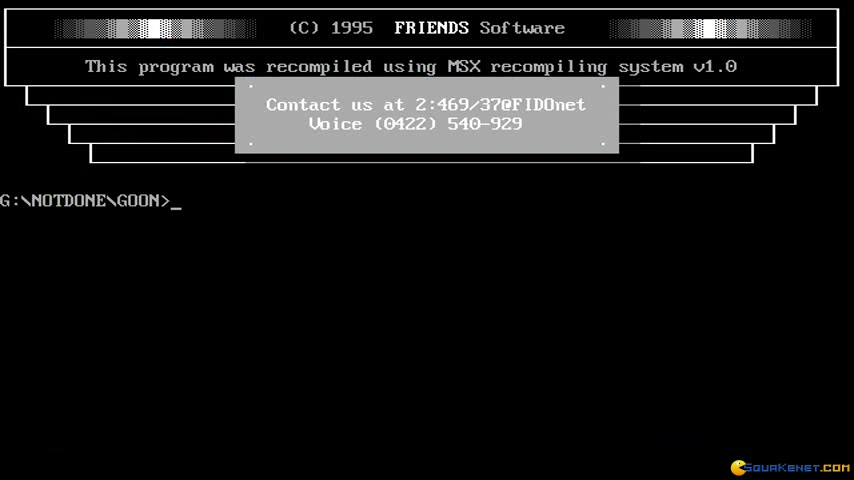 (C) 1995 FRIENDS Software
This program was recompiled using MSX recompiling system v1.0
Contact us at 2:469/37@FIDOnet
Voice (0422) 540-929
G:\NOTDONE\GOON>_
SquaKenet.com